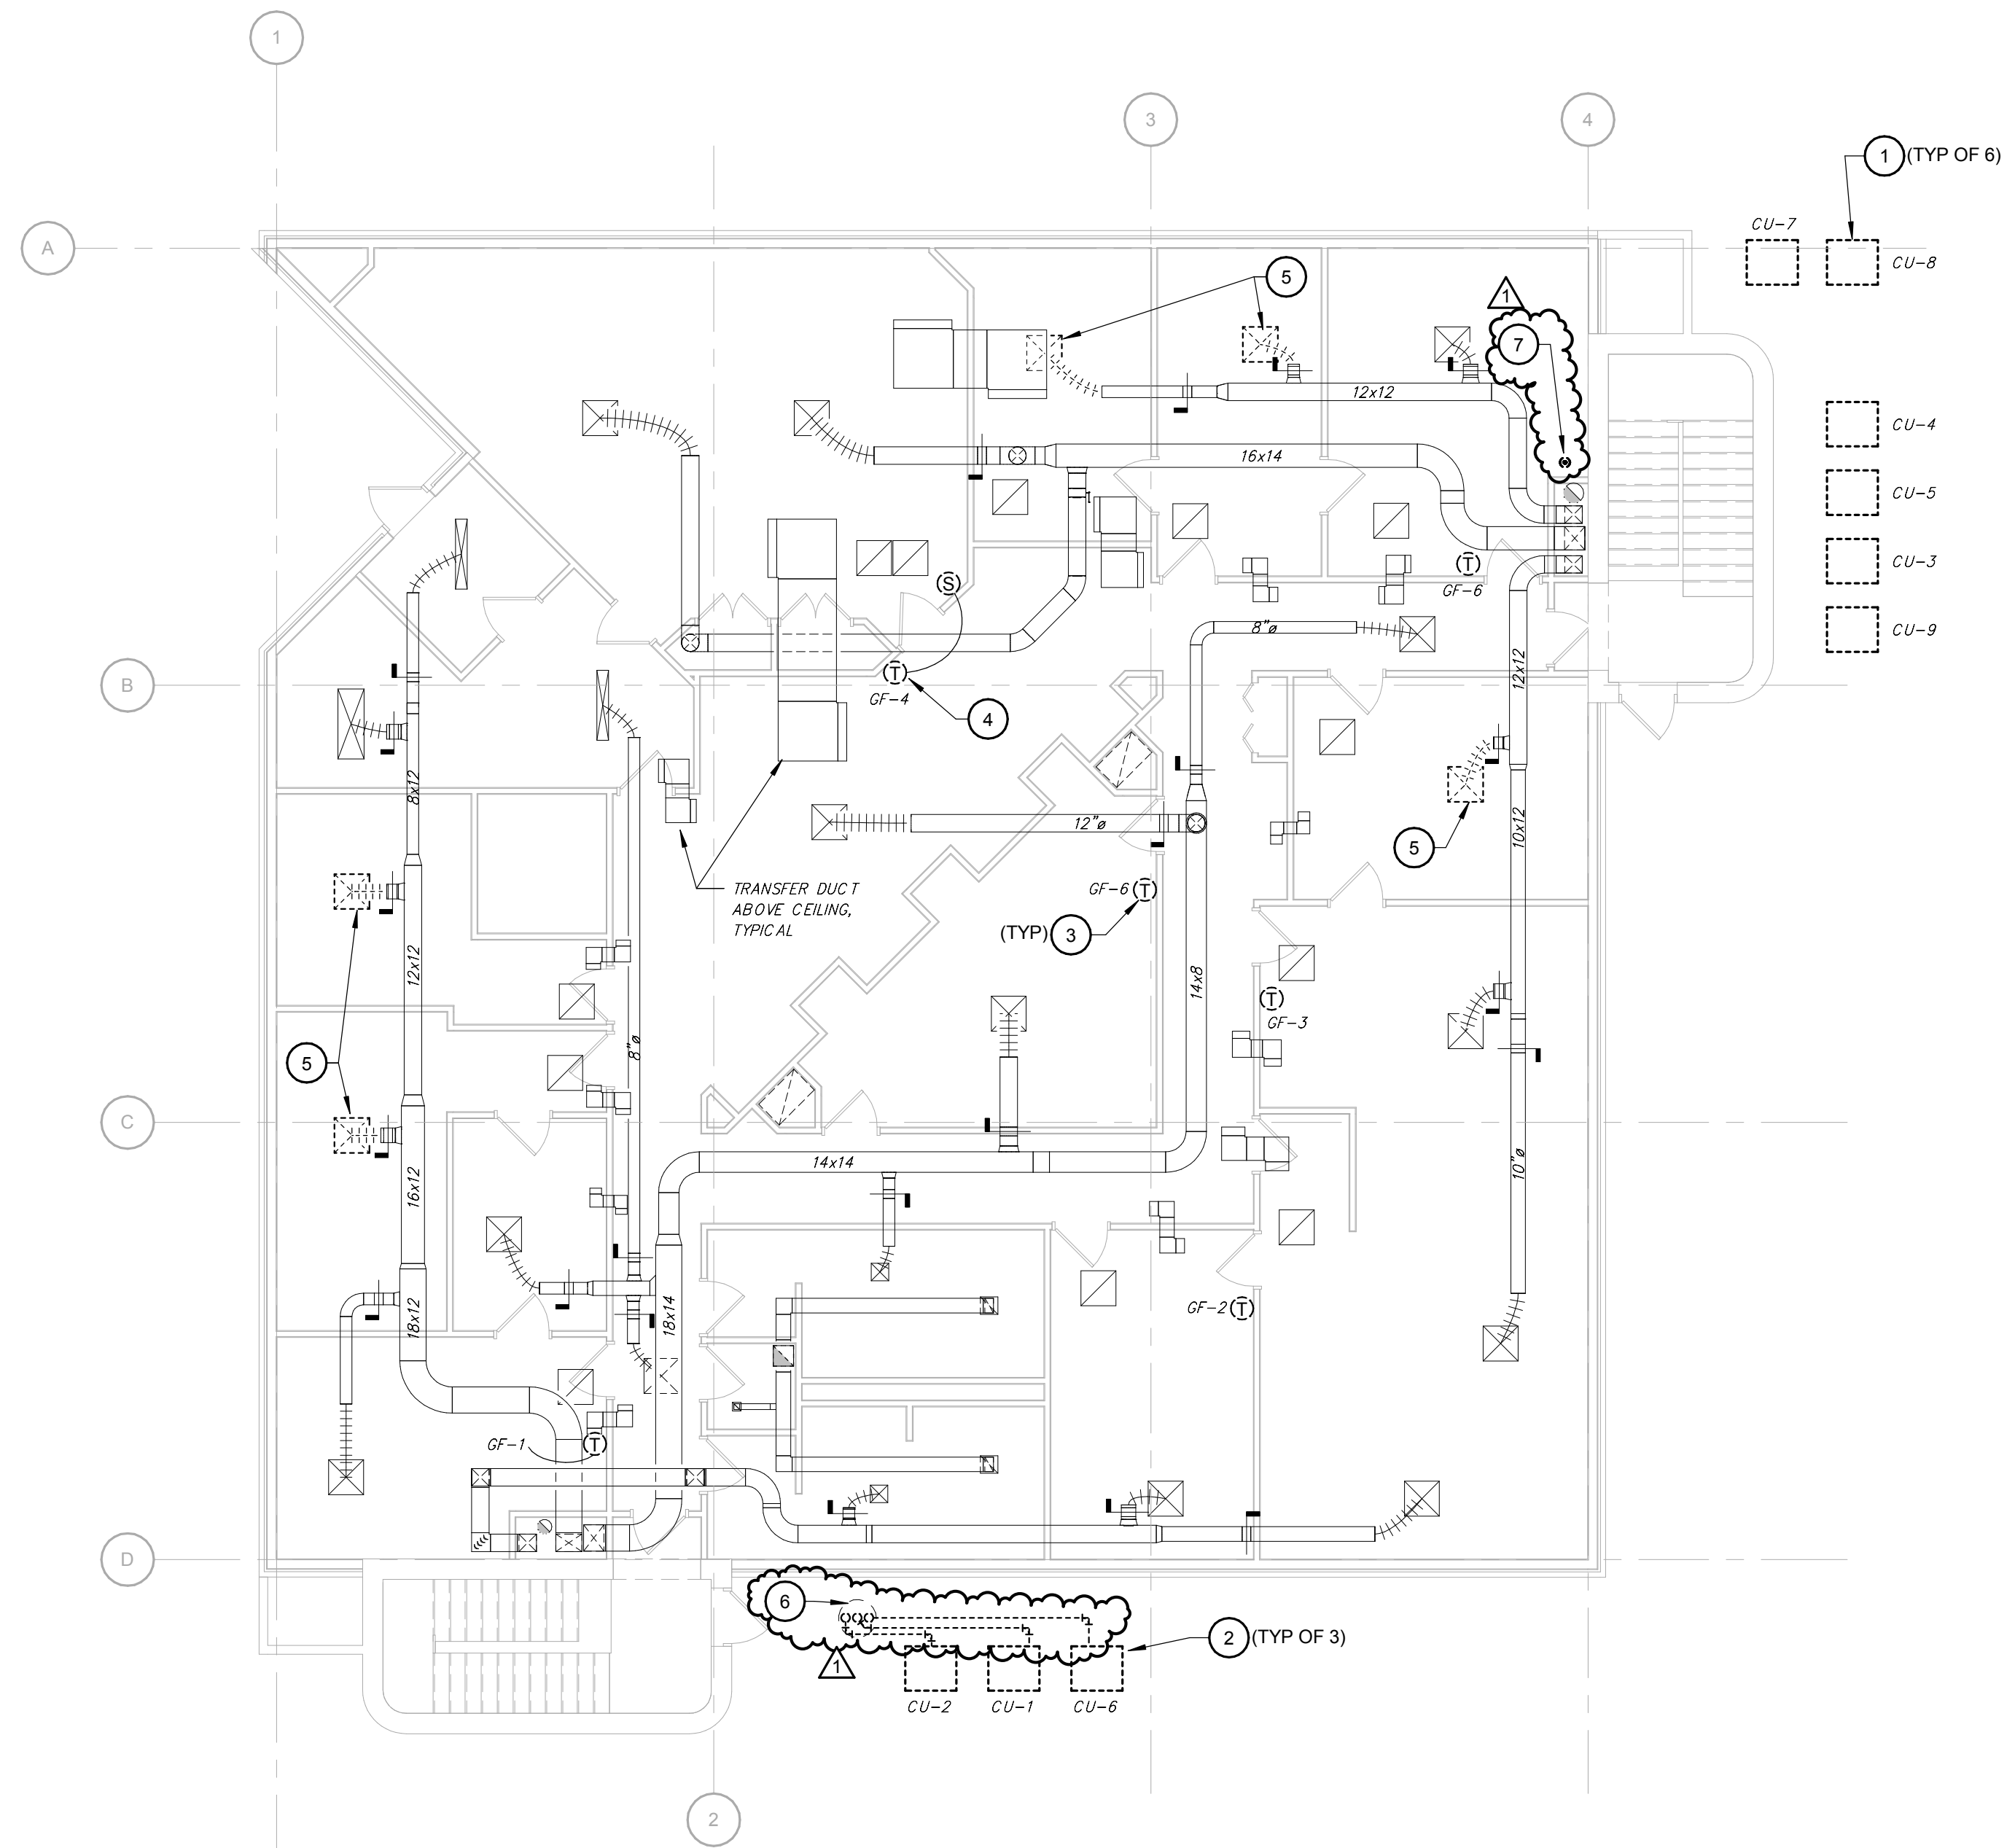 1
3
4
1 (TYP OF 6)
CU-7
A
CU-8
5
1
7
12x12
CU-4
16x14
CU-5
S
T
CU-3
GF-6
8"ø
CU-9
12x12
T
B
GF-4
4
8x12
12"ø
10x12
5
TRANSFER DUCT
ABOVE CEILING,
TYPICAL
GF-6 T
(TYP) 3
12x12
14x8
T
GF-3
8"ø
5
C
14x14
10"ø
16x12
GF-2 T
18x12
18x14
GF-1 T
D
6
2 (TYP OF 3)
1
CU-2
CU-1
CU-6
2